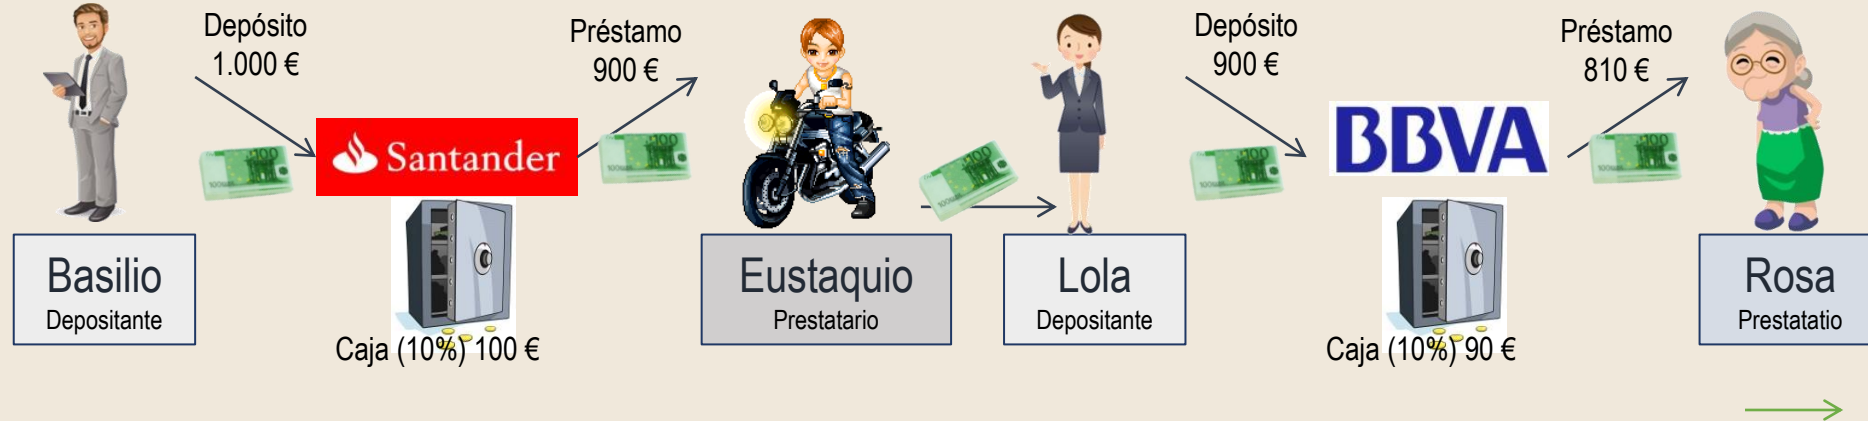 Depósito
1.000 €
Préstamo
900 €
Depósito
900 €
Préstamo
810 €
Santander
BBVA
Basilio
Depositante
Caja (10%) 100 €
Eustaquio
Prestatario
Lola
Depositante
Caja (10%) 90 €
Rosa
Prestatatio